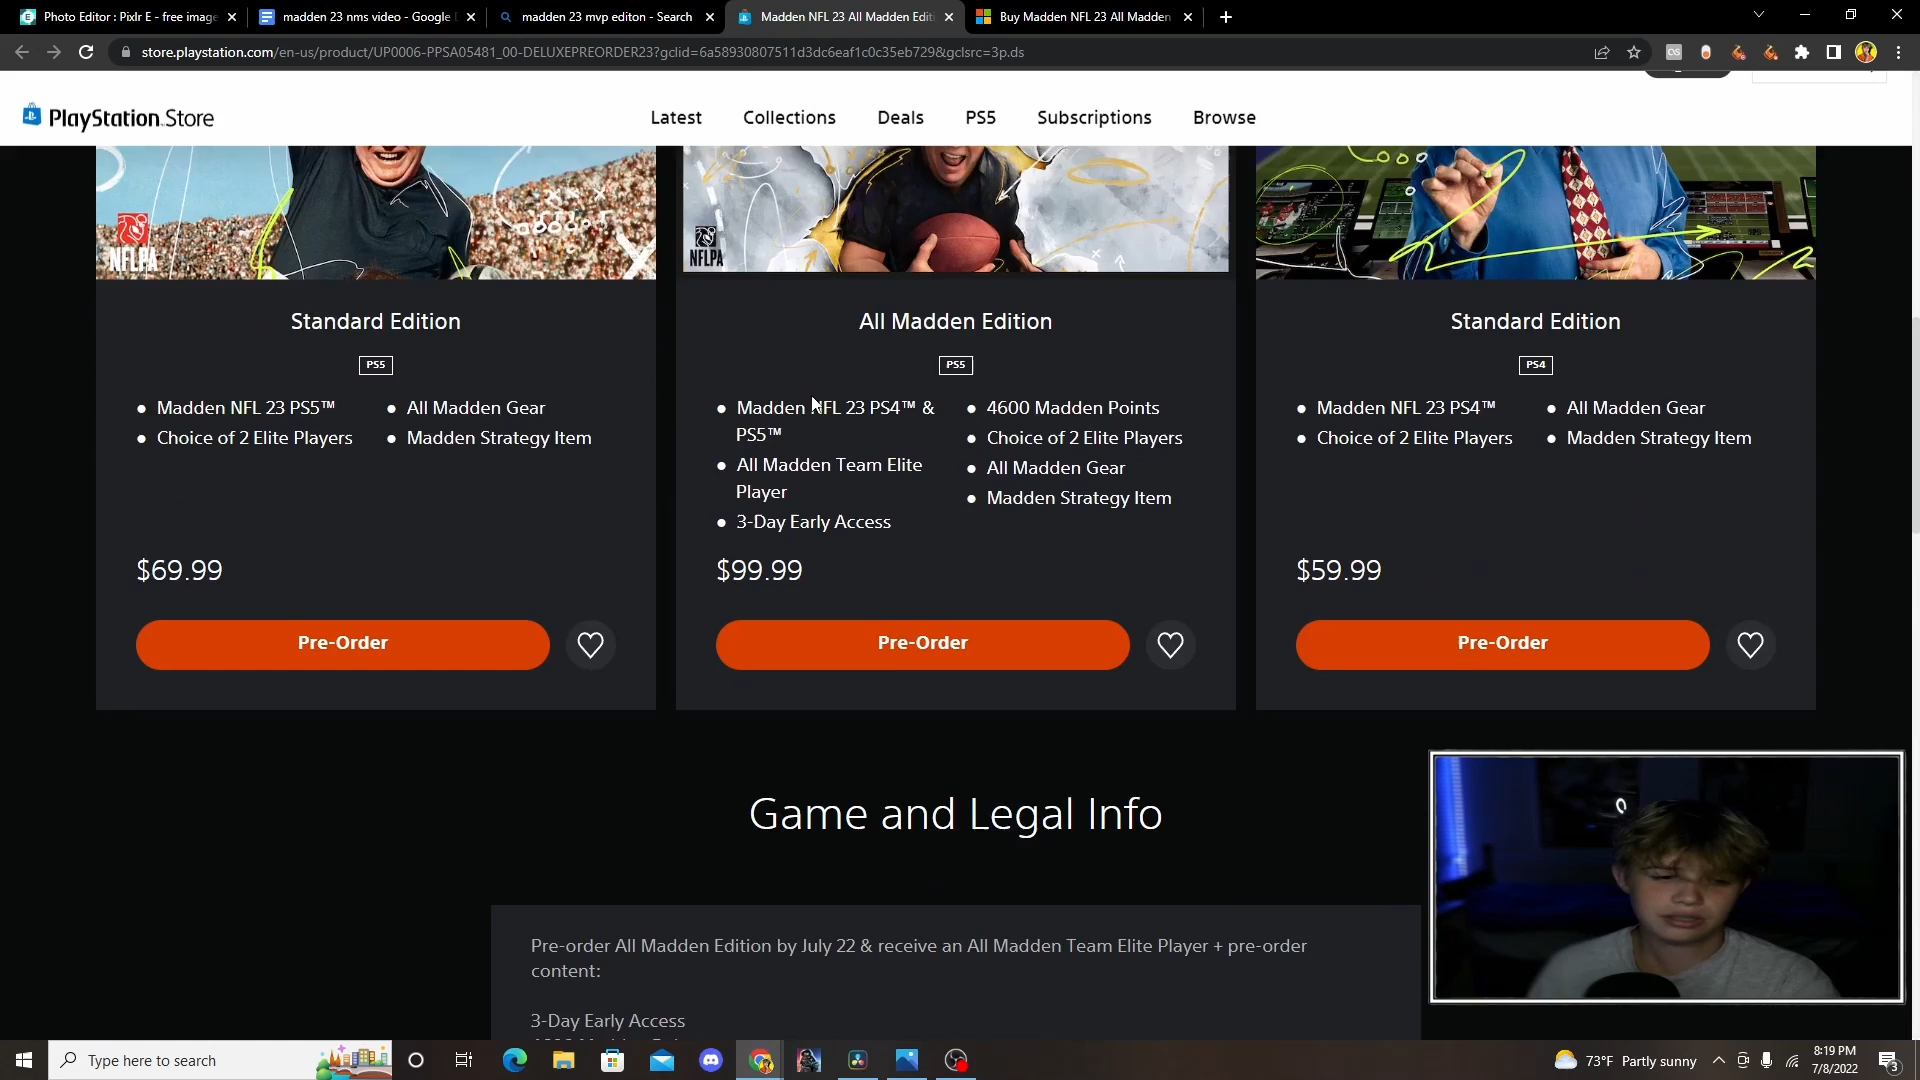 Photo Editor : Pixlr E - free image
madden 23 nms video - Google D
madden 23 mvp editon - Search
Madden NFL 23 All Madden Editi
Buy Madden NFL 23 All Madden
store.playstation.com/en-us/product/UP0006-PPSA05481_00-DELUXEPREORDER23?gclid=6a58930807511d3dc6eaf1c0c35eb729&gclsrc=3p.ds
PlayStation Store
Latest
Collections
Deals
PS5
Subscriptions
Browse
NFLPA
NFLPA
Standard Edition
PS5
• Madden NFL 23 PS5™
• Choice of 2 Elite Players
• All Madden Gear
• Madden Strategy Item
$69.99
Pre-Order
All Madden Edition
PS5
• Madden NFL 23 PS4™ &
PS5™
• All Madden Team Elite
Player
• 3-Day Early Access
• 4600 Madden Points
• Choice of 2 Elite Players
• All Madden Gear
• Madden Strategy Item
$99.99
Pre-Order
Standard Edition
PS4
• Madden NFL 23 PS4™
• Choice of 2 Elite Players
• All Madden Gear
• Madden Strategy Item
$59.99
Pre-Order
Game and Legal Info
Pre-order All Madden Edition by July 22 & receive an All Madden Team Elite Player + pre-order
content:
3-Day Early Access
Type here to search
73°F Partly sunny
8:19 PM
7/8/2022
3